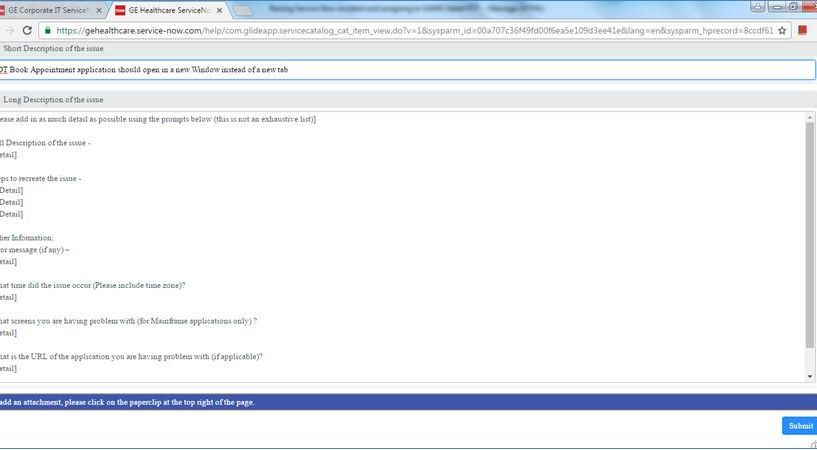 GE Corporate IT Service
GE Healthcare ServiceNo
https://gehealthcare.service-now.com/help/com.glideapp.servicecatalog_cat_item_view.do?v=1&sysparm_id=00a707c36f49fd00f6ea5e109d3ee41e&lang=en&sysparm_hprecord=8ccdf61
Short Description of the issue
OT Book Appointment application should open in a new Window instead of a new tab
Long Description of the issue
ease add in as much detail as possible using the prompts below (this is not an exhaustive list)]
ll Description of the issue -
etail]
eps to recreate the issue -
Detail]
Detail]
Detail]
her Information;
or message (if any) –
etail]
hat time did the issue occur (Please include time zone)?
etail]
hat screens you are having problem with (for Mainframe applications only) ?
etail]
hat is the URL of the application you are having problem with (if applicable)?
etail]
add an attachment, please click on the paperclip at the top right of the page.
Submit